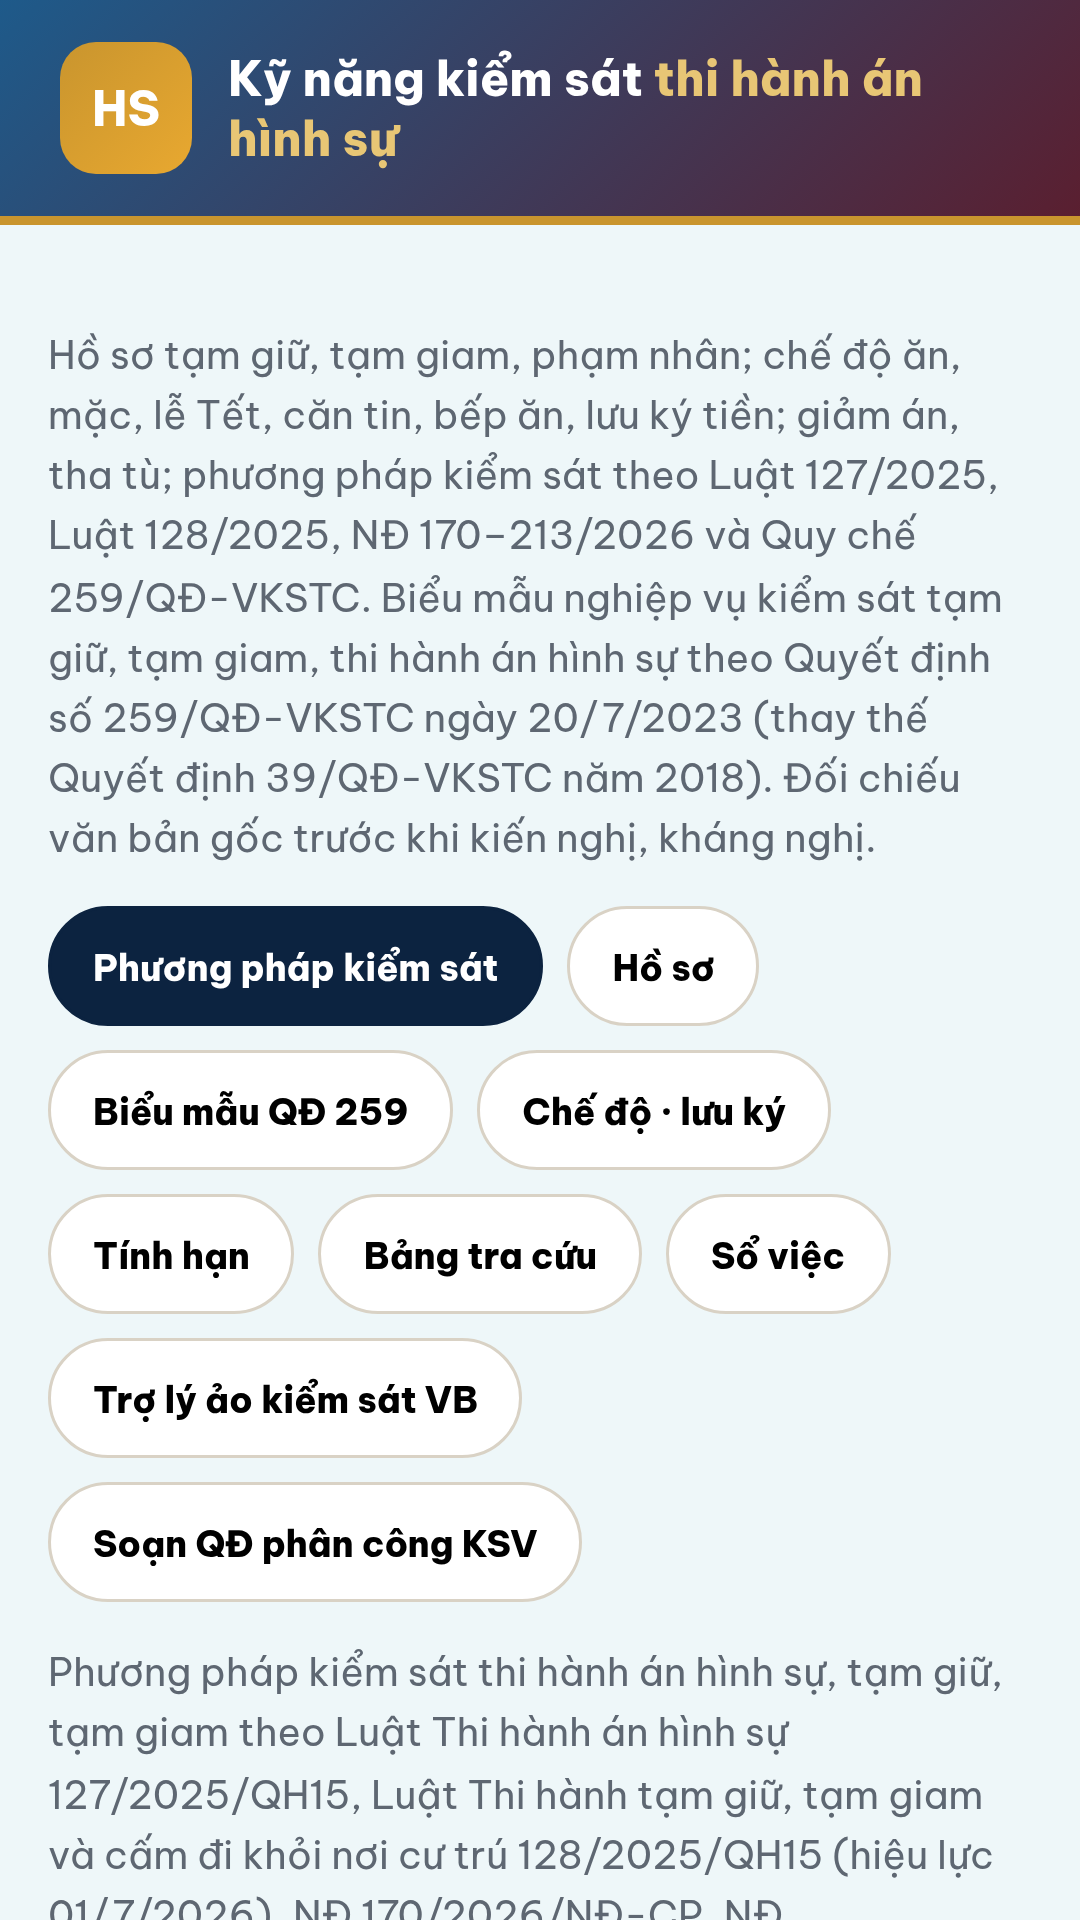 HS
Kỹ năng kiểm sát thi hành án
hình sự
Hồ sơ tạm giữ, tạm giam, phạm nhân; chế độ ăn,
mặc, lễ Tết, căn tin, bếp ăn, lưu ký tiền; giảm án,
tha tù; phương pháp kiểm sát theo Luật 127/2025,
Luật 128/2025, NĐ 170–213/2026 và Quy chế
259/QĐ-VKSTC. Biểu mẫu nghiệp vụ kiểm sát tạm
giữ, tạm giam, thi hành án hình sự theo Quyết định
số 259/QĐ-VKSTC ngày 20/7/2023 (thay thế
Quyết định 39/QĐ-VKSTC năm 2018). Đối chiếu
văn bản gốc trước khi kiến nghị, kháng nghị.
Phương pháp kiểm sát
Hồ sơ
Biểu mẫu QĐ 259
Chế độ · lưu ký
Tính hạn
Bảng tra cứu
Sổ việc
Trợ lý ảo kiểm sát VB
Soạn QĐ phân công KSV
Phương pháp kiểm sát thi hành án hình sự, tạm giữ,
tạm giam theo Luật Thi hành án hình sự
127/2025/QH15, Luật Thi hành tạm giữ, tạm giam
và cấm đi khỏi nơi cư trú 128/2025/QH15 (hiệu lực
01/7/2026), NĐ 170/2026/NĐ-CP, NĐ